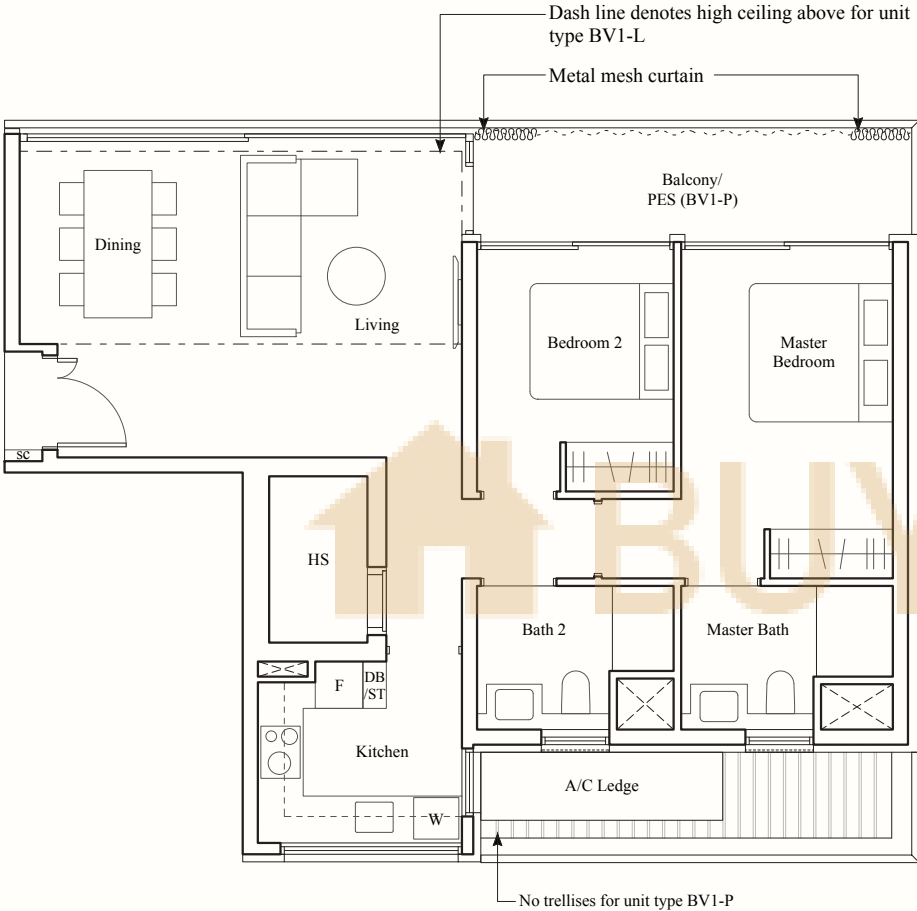 Dash line denotes high ceiling above for unit
type BV1-L
Metal mesh curtain
Balcony/
PES (BV1-P)
Dining
Living
Bedroom 2
Master
Bedroom
sc
HS
BUY
Bath 2
Master Bath
F
DB
/ST
Kitchen
A/C Ledge
W
No trellises for unit type BV1-P